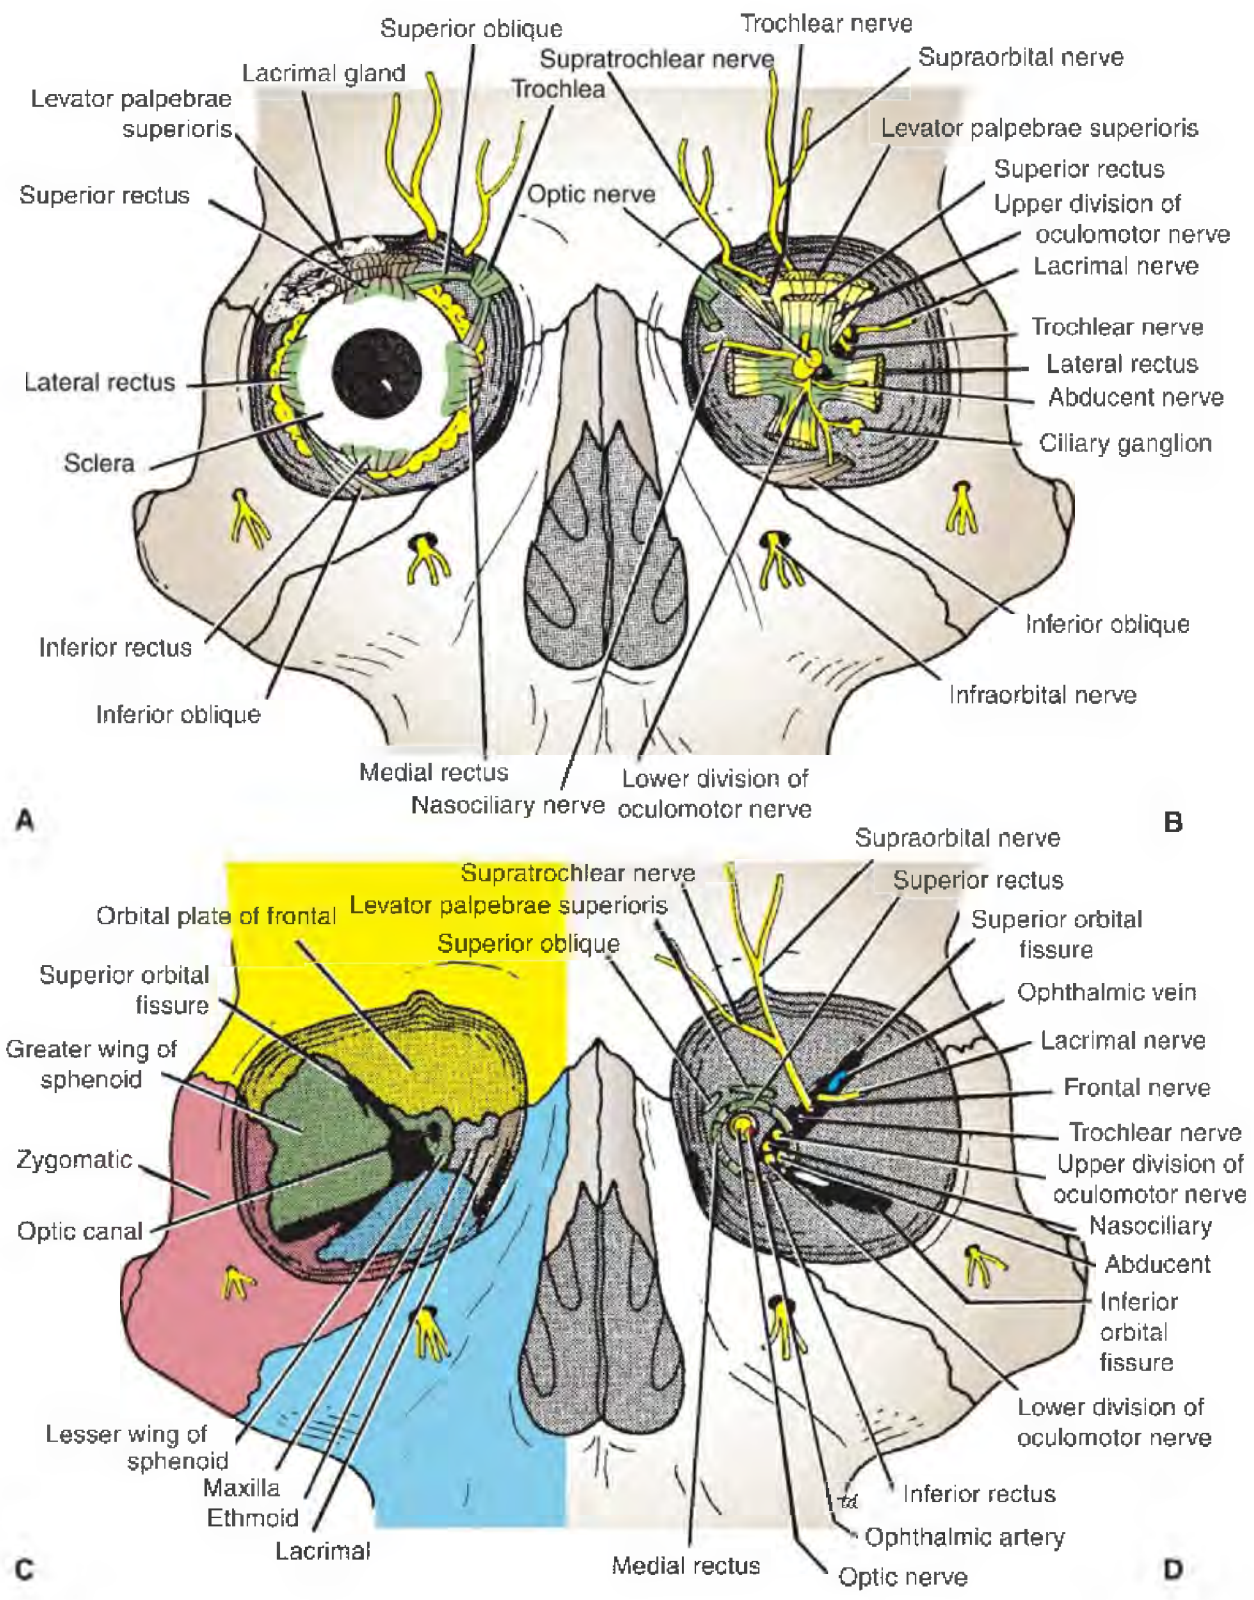 Superior oblique
Trochlear nerve
Lacrimal gland
Supratrochlear nerve
Supraorbital nerve
Levator palpebrae
superioris
Trochlea
Levator palpebrae superioris
Superior rectus
Optic nerve
Superior rectus
Upper division of
oculomotor nerve
Lacrimal nerve
Trochlear nerve
Lateral rectus
Lateral rectus
Abducent nerve
Sclera
Ciliary ganglion
Inferior rectus
Inferior oblique
Inferior oblique
Infraorbital nerve
Medial rectus
Nasociliary nerve
Lower division of
oculomotor nerve
A
B
Supraorbital nerve
Supratrochlear nerve
Superior rectus
Orbital plate of frontal
Levator palpebrae superioris
Superior oblique
Superior orbital
fissure
Superior orbital
fissure
Ophthalmic vein
Greater wing of
sphenoid
Lacrimal nerve
Frontal nerve
Zygomatic
Trochlear nerve
Upper division of
oculomotor nerve
Optic canal
Nasociliary
Abducent
Inferior
orbital
fissure
Lesser wing of
sphenoid
Lower division of
oculomotor nerve
Maxilla
Ethmoid
Lacrimal
td
Inferior rectus
Ophthalmic artery
Medial rectus
Optic nerve
C
D